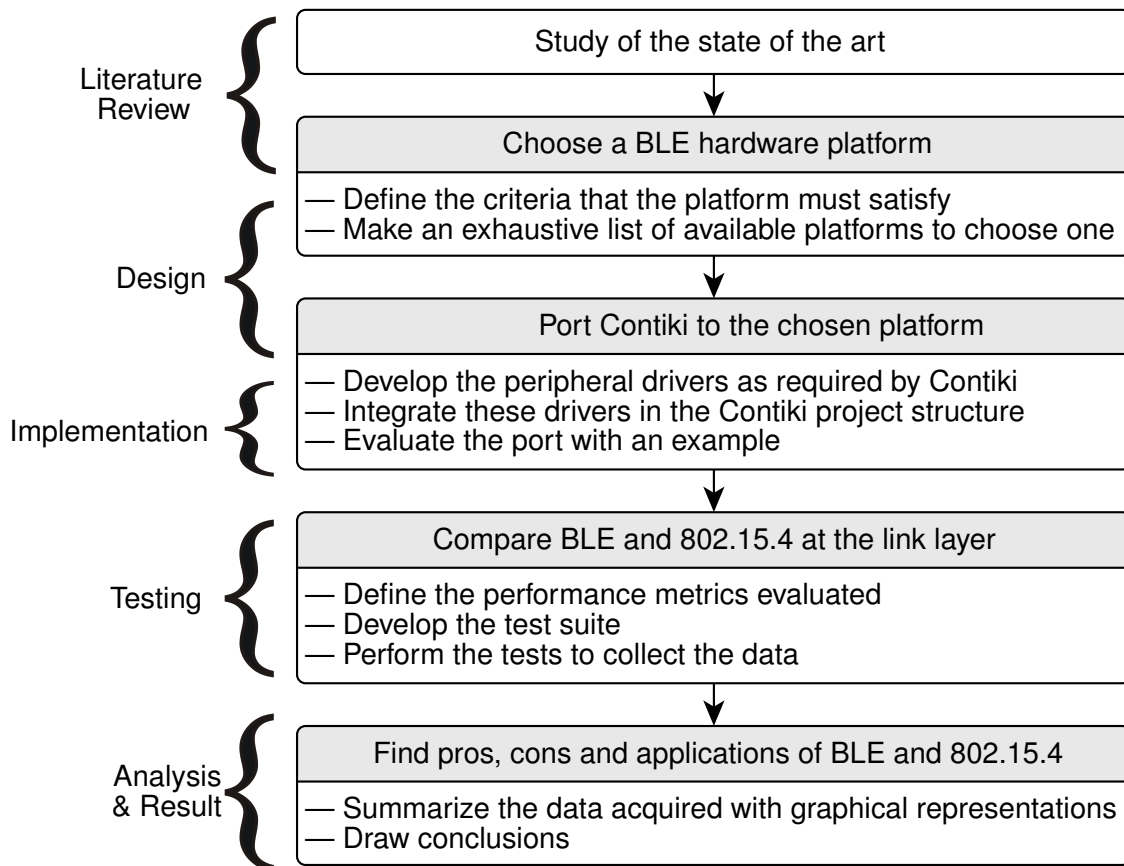 Literature
Review
Study of the state of the art
Choose a BLE hardware platform
Design
— Define the criteria that the platform must satisfy
— Make an exhaustive list of available platforms to choose one
Port Contiki to the chosen platform
Implementation
— Develop the peripheral drivers as required by Contiki
— Integrate these drivers in the Contiki project structure
— Evaluate the port with an example
Testing
Compare BLE and 802.15.4 at the link layer
— Define the performance metrics evaluated
— Develop the test suite
— Perform the tests to collect the data
Analysis
& Result
Find pros, cons and applications of BLE and 802.15.4
— Summarize the data acquired with graphical representations
— Draw conclusions